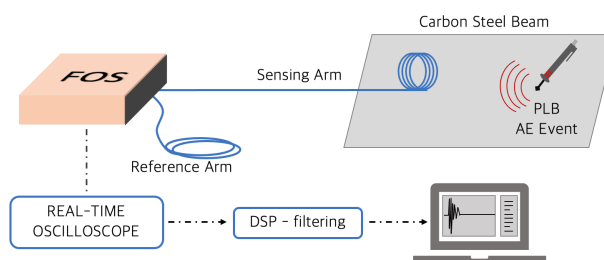 Carbon Steel Beam
FOS
Sensing Arm
PLB
AE Event
Reference Arm
REAL-TIME
OSCILLOSCOPE
DSP - filtering